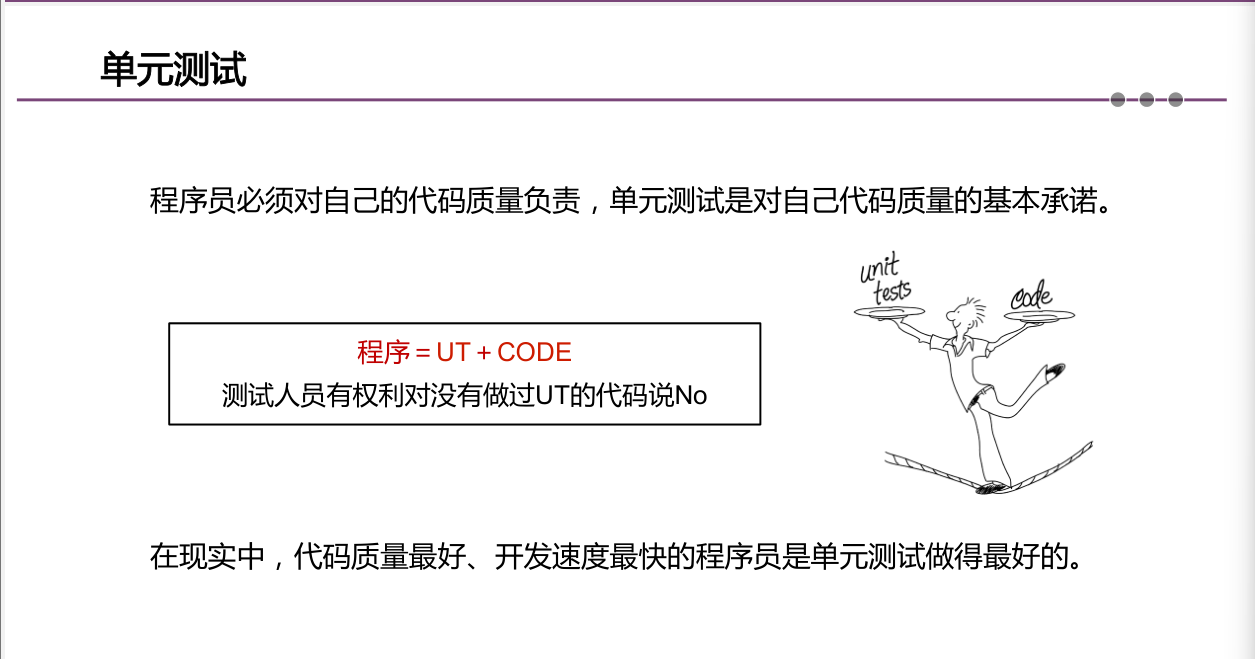 单元测试
程序员必须对自己的代码质量负责，单元测试是对自己代码质量的基本承诺。
unit
tests
code
程序＝UT＋CODE
测试人员有权利对没有做过UT的代码说No
在现实中，代码质量最好、开发速度最快的程序员是单元测试做得最好的。